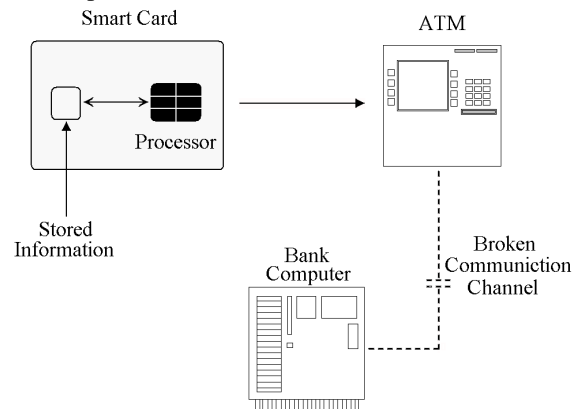 Smart Card
ATM
Processor
Stored
Information
Bank
Computer
Broken
Communiction
Channel